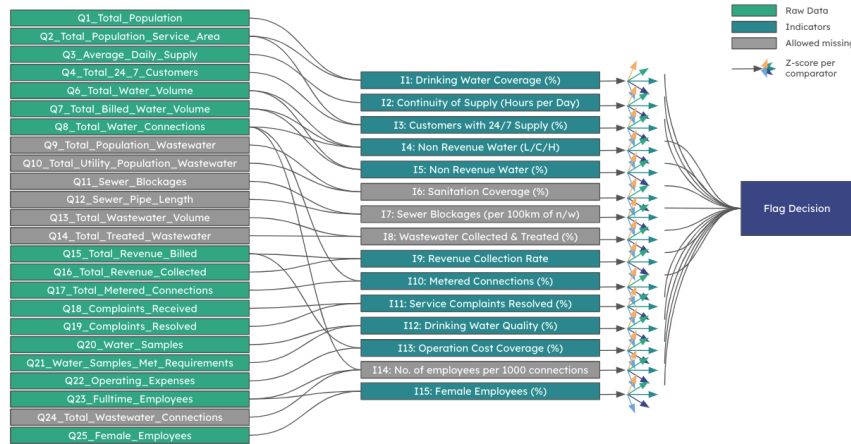 Q1_Total_Population
Q2_Total_Population_Service_Area
Q3_Average_Daily_Supply
Q4_Total_24_7_Customers
Q6_Total_Water_Volume
Q7_Total_Billed_Water_Volume
Q8_Total_Water_Connections
Q9_Total_Population_Wastewater
Q10_Total_Utility_Population_Wastewater
Q11_Sewer_Blockages
Q12_Sewer_Pipe_Length
Q13_Total_Wastewater_Volume
Q14_Total_Treated_Wastewater
Q15_Total_Revenue_Billed
Q16_Total_Revenue_Collected
Q17_Total_Metered_Connections
Q18_Complaints_Received
Q19_Complaints_Resolved
Q20_Water_Samples
Q21_Water_Samples_Met_Requirements
Q22_Operating_Expenses
Q23_Fulltime_Employees
Q24_Total_Wastewater_Connections
Q25_Female_Employees
I1: Drinking Water Coverage (%)
I2: Continuity of Supply (Hours per Day)
I3: Customers with 24/7 Supply (%)
I4: Non Revenue Water (L/C/H)
I5: Non Revenue Water (%)
I6: Sanitation Coverage (%)
I7: Sewer Blockages (per 100km of n/w)
I8: Wastewater Collected & Treated (%)
I9: Revenue Collection Rate
I10: Metered Connections (%)
I11: Service Complaints Resolved (%)
I12: Drinking Water Quality (%)
I13: Operation Cost Coverage (%)
I14: No. of employees per 1000 connections
I15: Female Employees (%)
Flag Decision
Raw Data
Indicators
Allowed missing
Z-score per
comparator